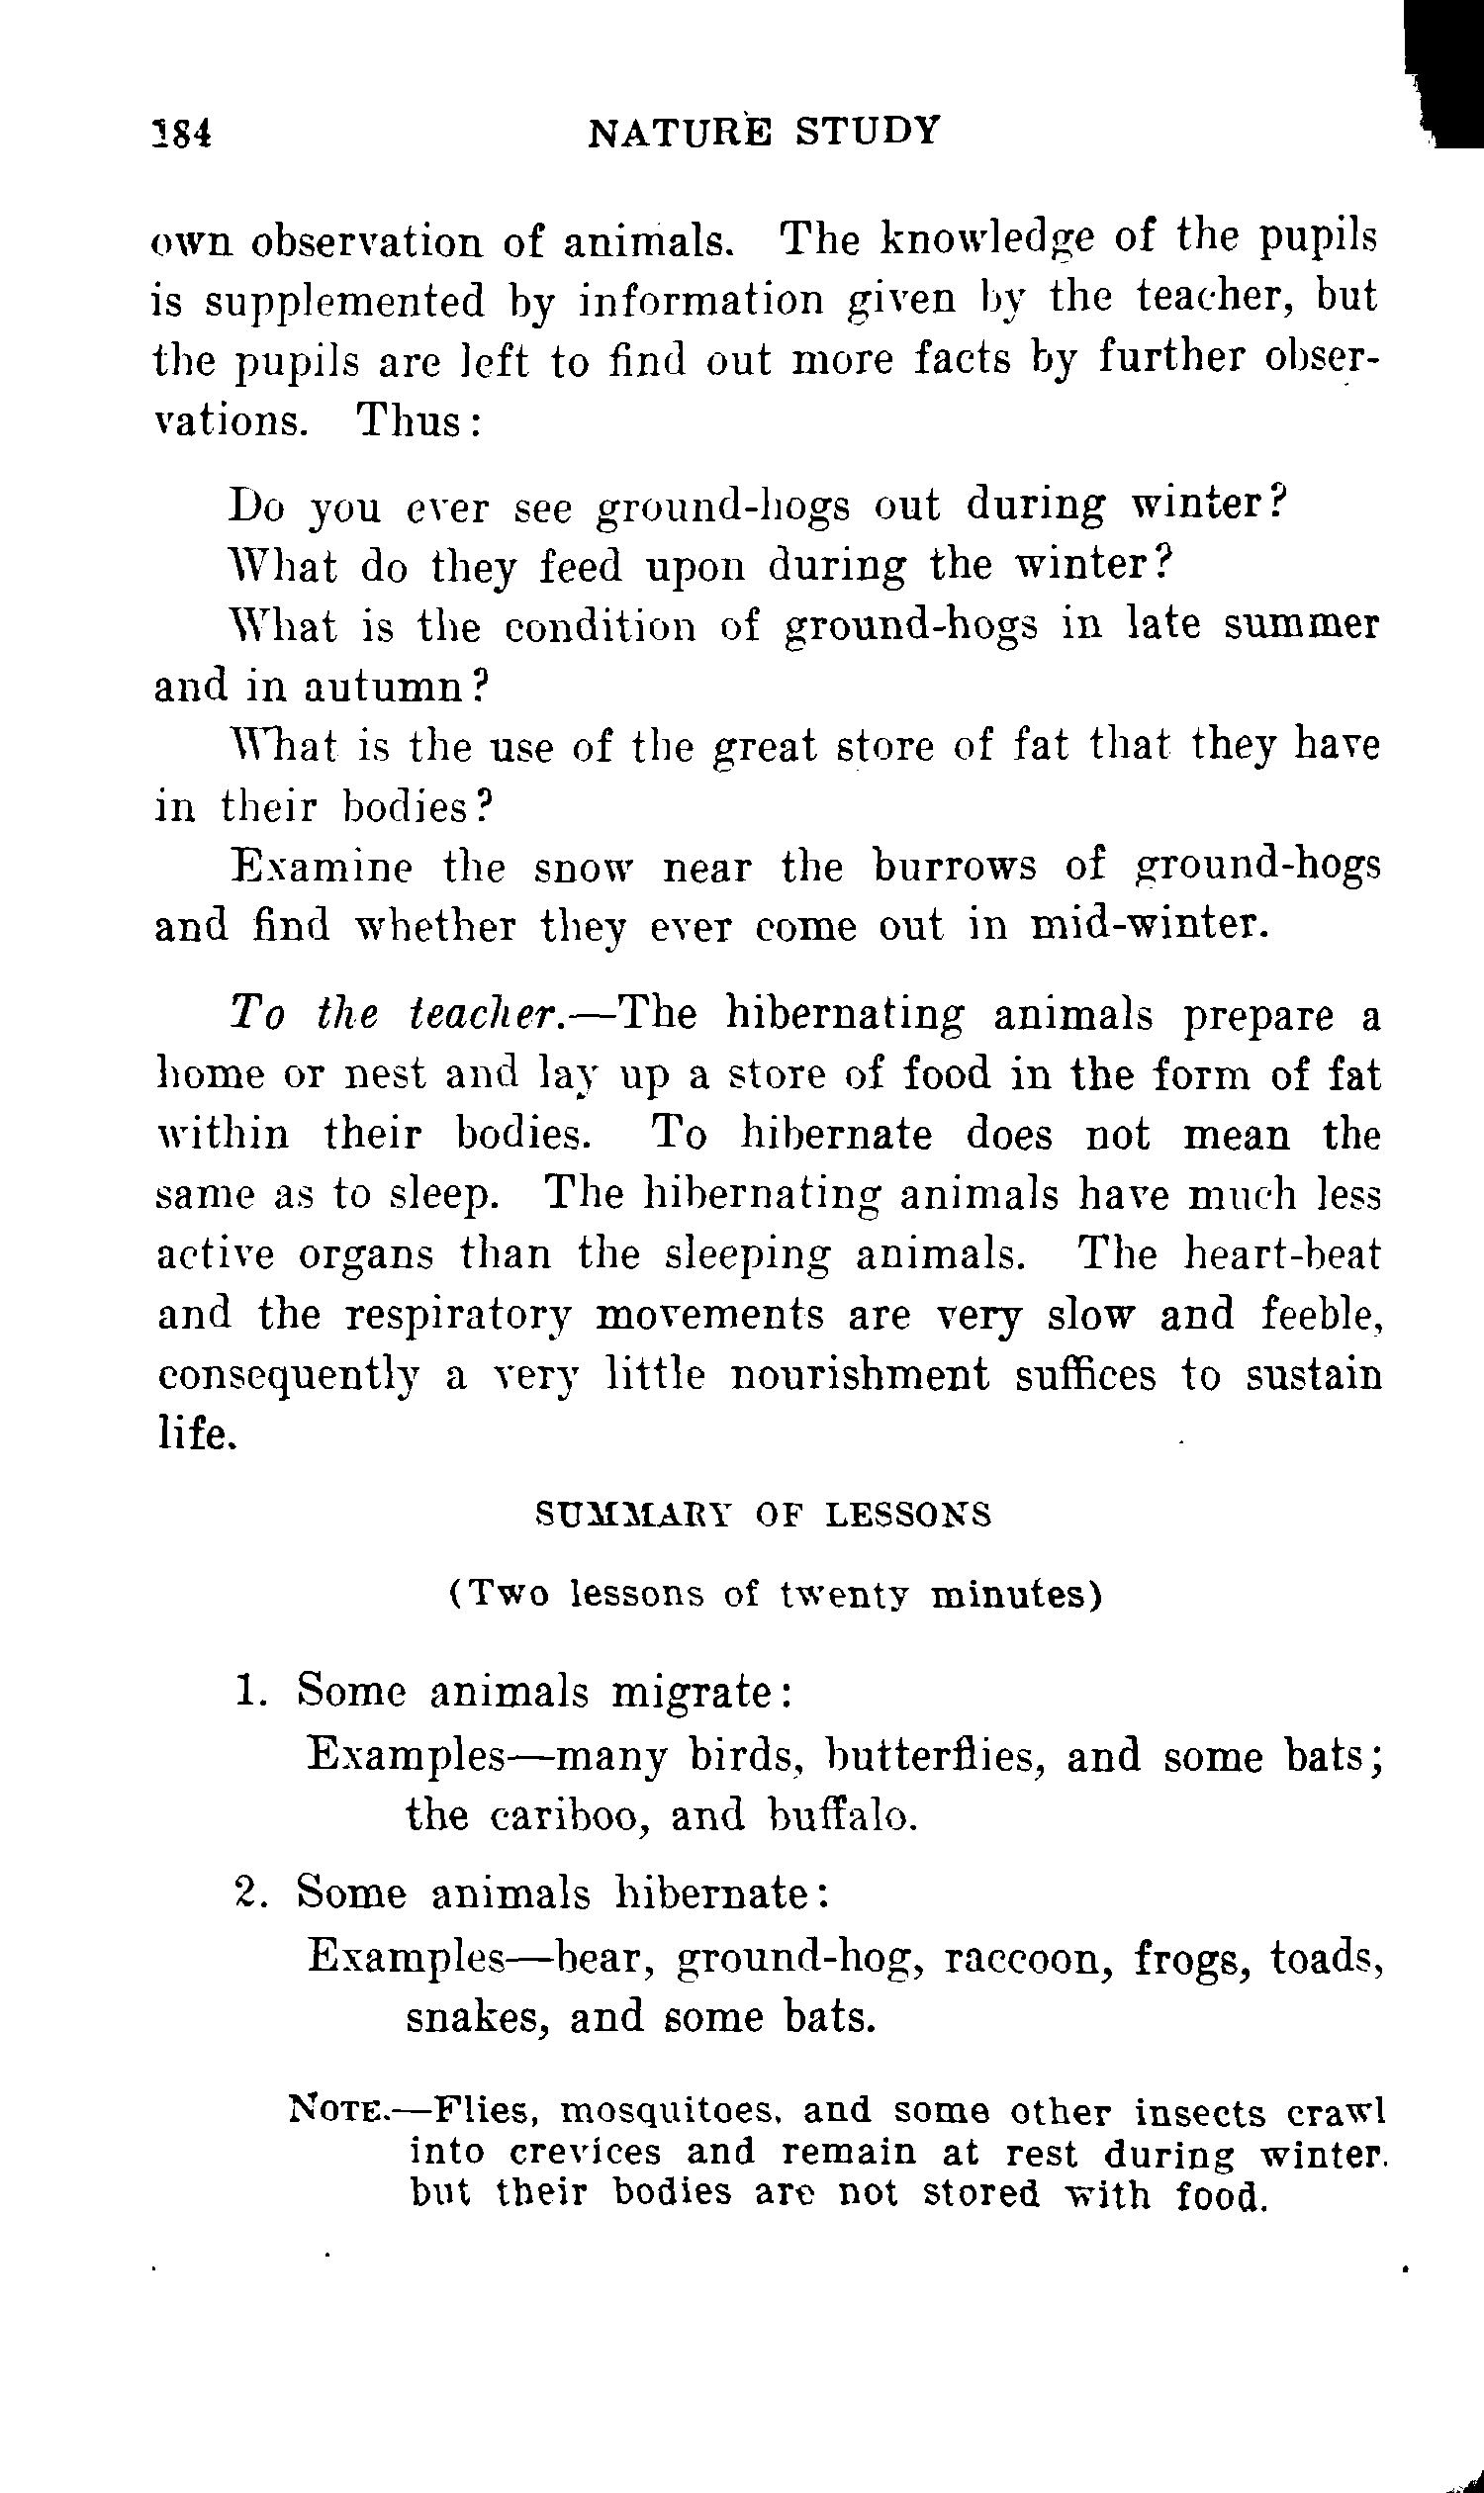 184 NATURE STUDY
own observation of animals. The knowledge of the pupils
is supplemented by information given by the teacher, but
the pupils are left to find out more facts by further obser-
vations. Thus:
Do you ever see ground-hogs out during winter?
What do they feed upon during the winter?
What is the condition of ground-hogs in late summer
and in autumn?
What is the use of the great store of fat that they have
in their bodies?
Examine the snow near the burrows of ground-hogs
and find whether they ever come out in mid-winter.
To the teacher.—The hibernating animals prepare a
home or nest and lay up a store of food in the form of fat
within their bodies. To hibernate does not mean the
same as to sleep. The hibernating animals have much less
active organs than the sleeping animals. The heart-beat
and the respiratory movements are very slow and feeble,
consequently a very little nourishment suffices to sustain
life.
SUMMARY OF LESSONS
(Two lessons of twenty minutes)
1. Some animals migrate:
Examples—many birds, butterflies, and some bats;
the cariboo, and buffalo.
2. Some animals hibernate:
Examples—bear, ground-hog, raccoon, frogs, toads,
snakes, and some bats.
NOTE.—Flies, mosquitoes, and some other insects crawl
into crevices and remain at rest during winter.
but their bodies are not stored with food.